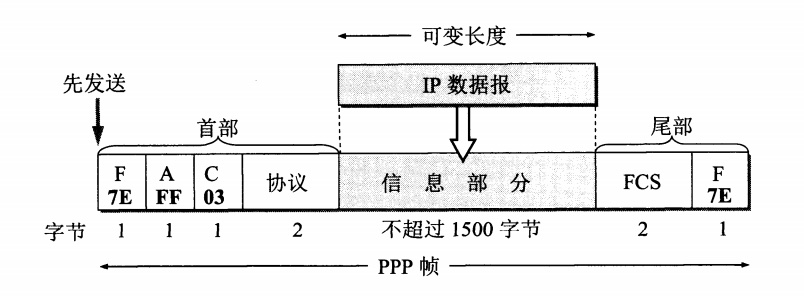 可变长度
先发送
IP 数据报
首部
尾部
F A C 协议 信息部分 FCS F
7E FF 03 7E
字节 1 1 1 2 不超过 1500 字节 2 1
PPP 帧